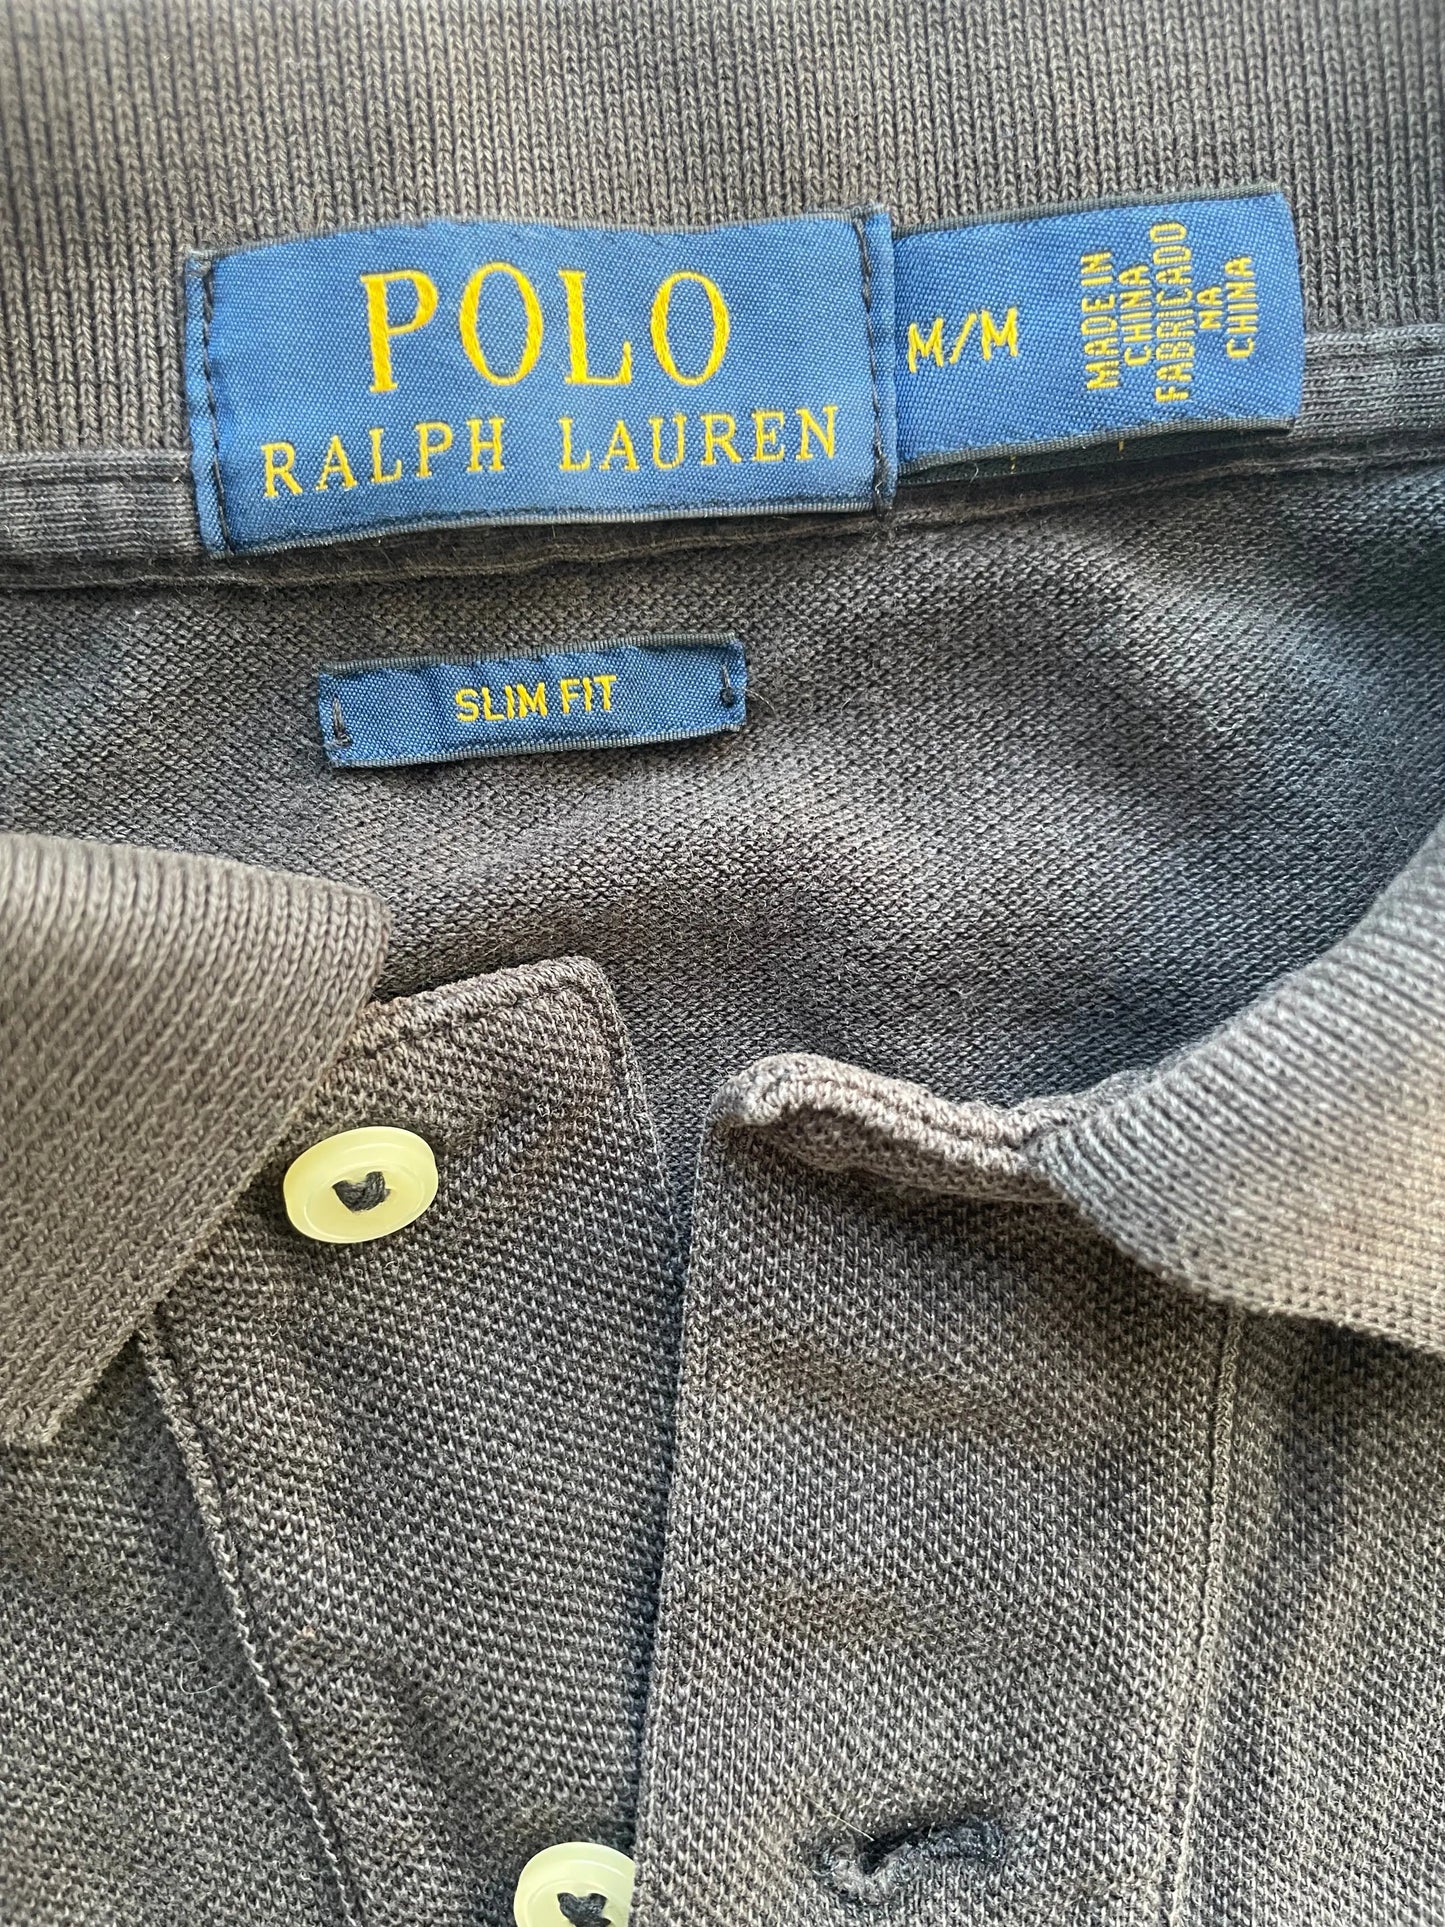 POLO
RALPH LAUREN
M/M
MADE IN
CHINA
FABRICADO
NA
CHINA
SLIM FIT